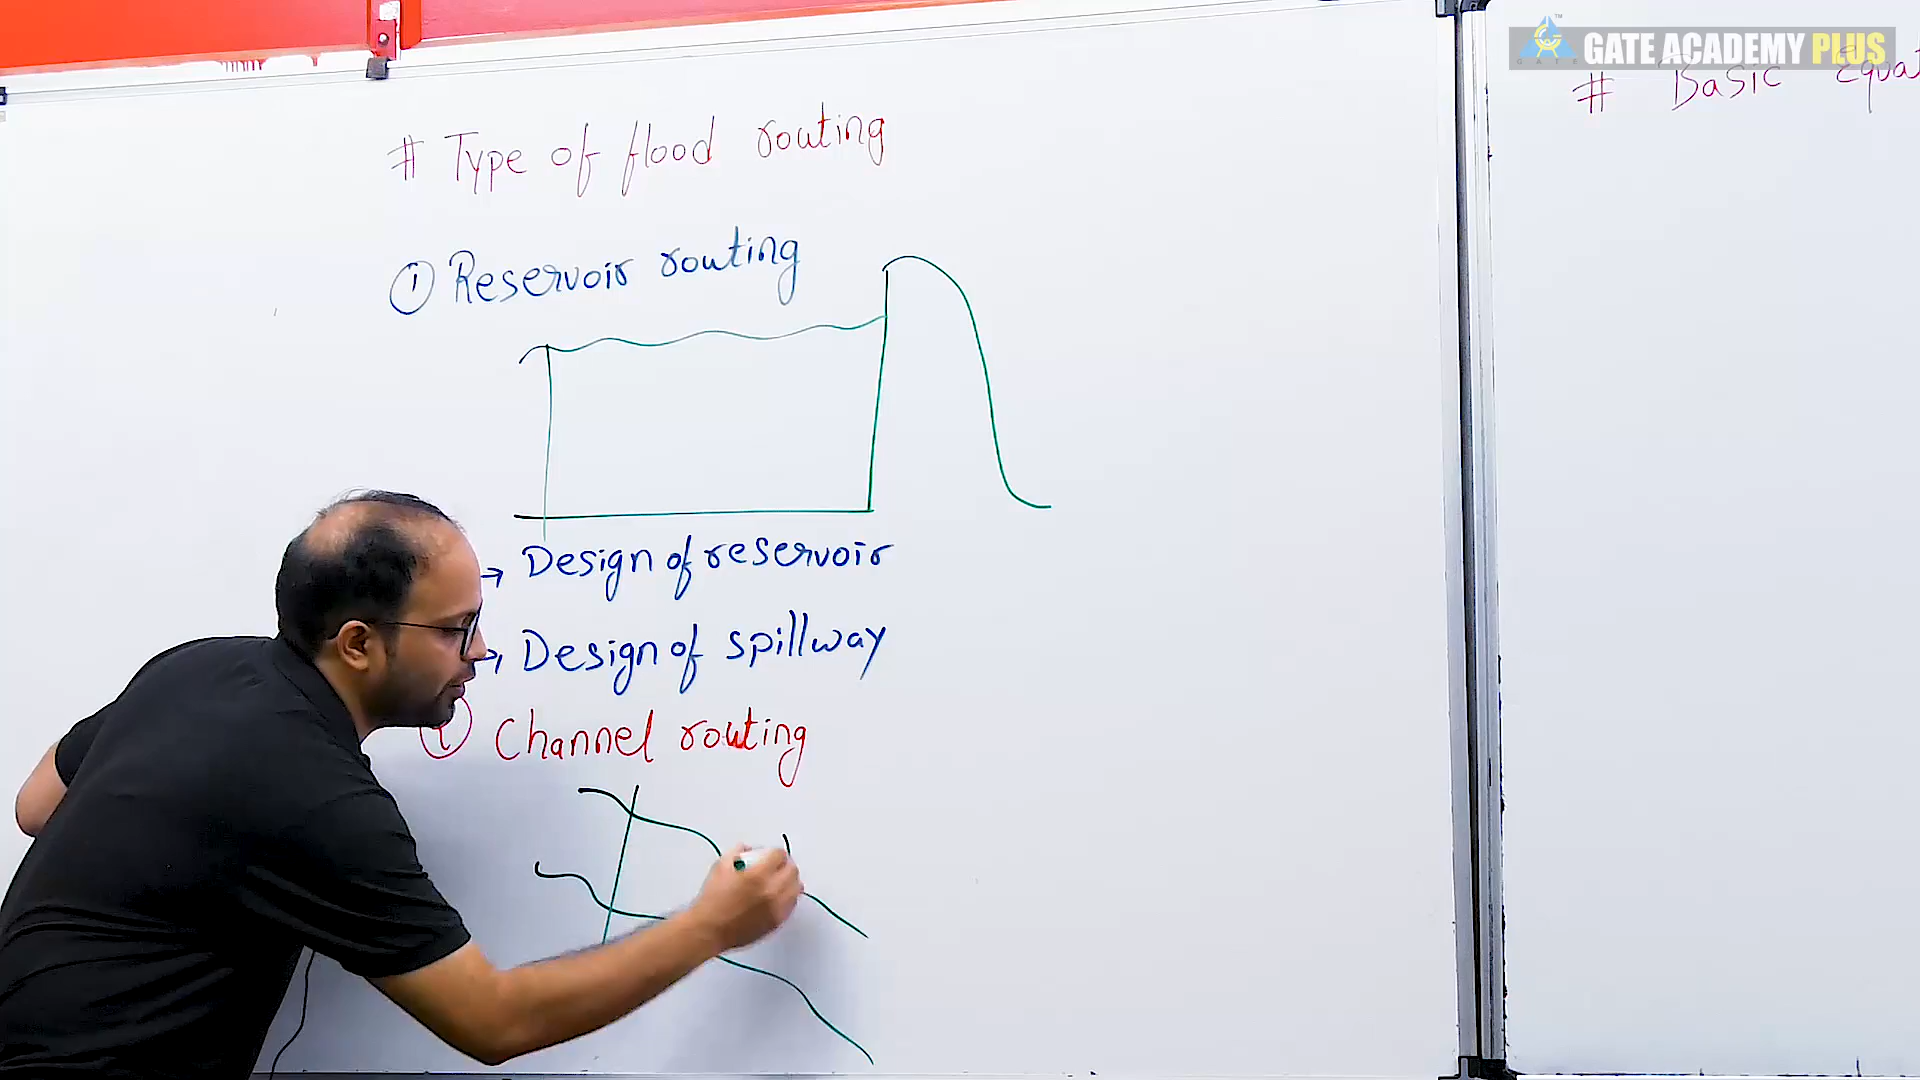 GATE ACADEMY PLUS
# Type of flood routing
① Reservoir routing
→ Design of reservoir
→ Design of spillway
② Channel routing
# Basic